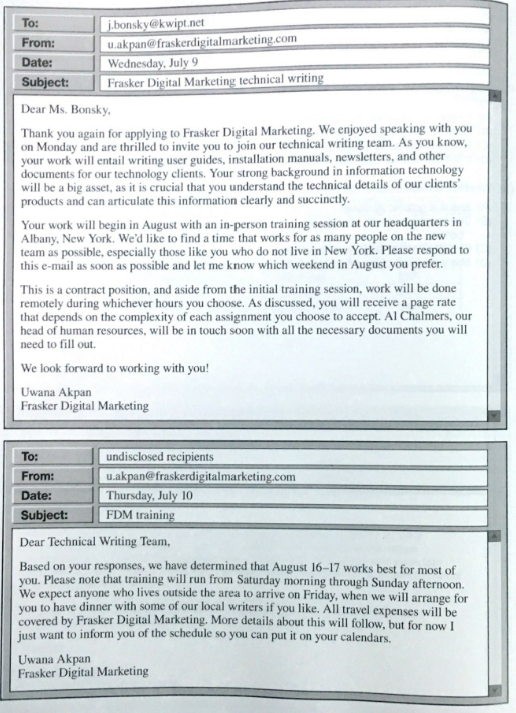 To: j.bonsky@kwipt.net
From: u.akpan@fraskerdigitalmarketing.com
Date: Wednesday, July 9
Subject: Frasker Digital Marketing technical writing
Dear Ms. Bonsky,
Thank you again for applying to Frasker Digital Marketing. We enjoyed speaking with you
on Monday and are thrilled to invite you to join our technical writing team. As you know,
your work will entail writing user guides, installation manuals, newsletters, and other
documents for our technology clients. Your strong background in information technology
will be a big asset, as it is crucial that you understand the technical details of our clients'
products and can articulate this information clearly and succinctly.
Your work will begin in August with an in-person training session at our headquarters in
Albany, New York. We'd like to find a time that works for as many people on the new
team as possible, especially those like you who do not live in New York. Please respond to
this e-mail as soon as possible and let me know which weekend in August you prefer.
This is a contract position, and aside from the initial training session, work will be done
remotely during whichever hours you choose. As discussed, you will receive a page rate
that depends on the complexity of each assignment you choose to accept. Al Chalmers, our
head of human resources, will be in touch soon with all the necessary documents you will
need to fill out.
We look forward to working with you!
Uwana Akpan
Frasker Digital Marketing
To: undisclosed recipients
From: u.akpan@fraskerdigitalmarketing.com
Date: Thursday, July 10
Subject: FDM training
Dear Technical Writing Team,
Based on your responses, we have determined that August 16–17 works best for most of
you. Please note that training will run from Saturday morning through Sunday afternoon.
We expect anyone who lives outside the area to arrive on Friday, when we will arrange for
you to have dinner with some of our local writers if you like. All travel expenses will be
covered by Frasker Digital Marketing. More details about this will follow, but for now I
just want to inform you of the schedule so you can put it on your calendars.
Uwana Akpan
Frasker Digital Marketing